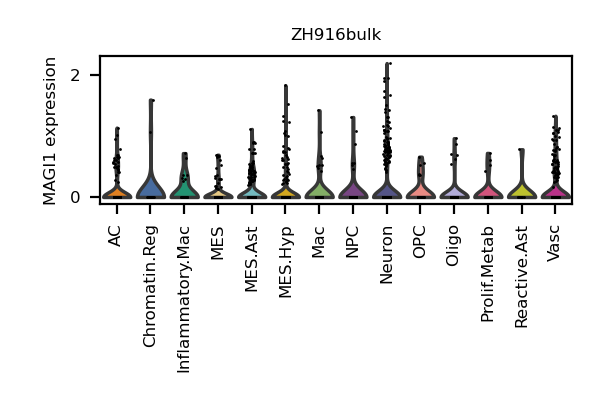 ZH916bulk
MAGI1 expression
2
0
AC
Chromatin.Reg
Inflammatory.Mac
MES
MES.Ast
MES.Hyp
Mac
NPC
Neuron
OPC
Oligo
Prolif.Metab
Reactive.Ast
Vasc